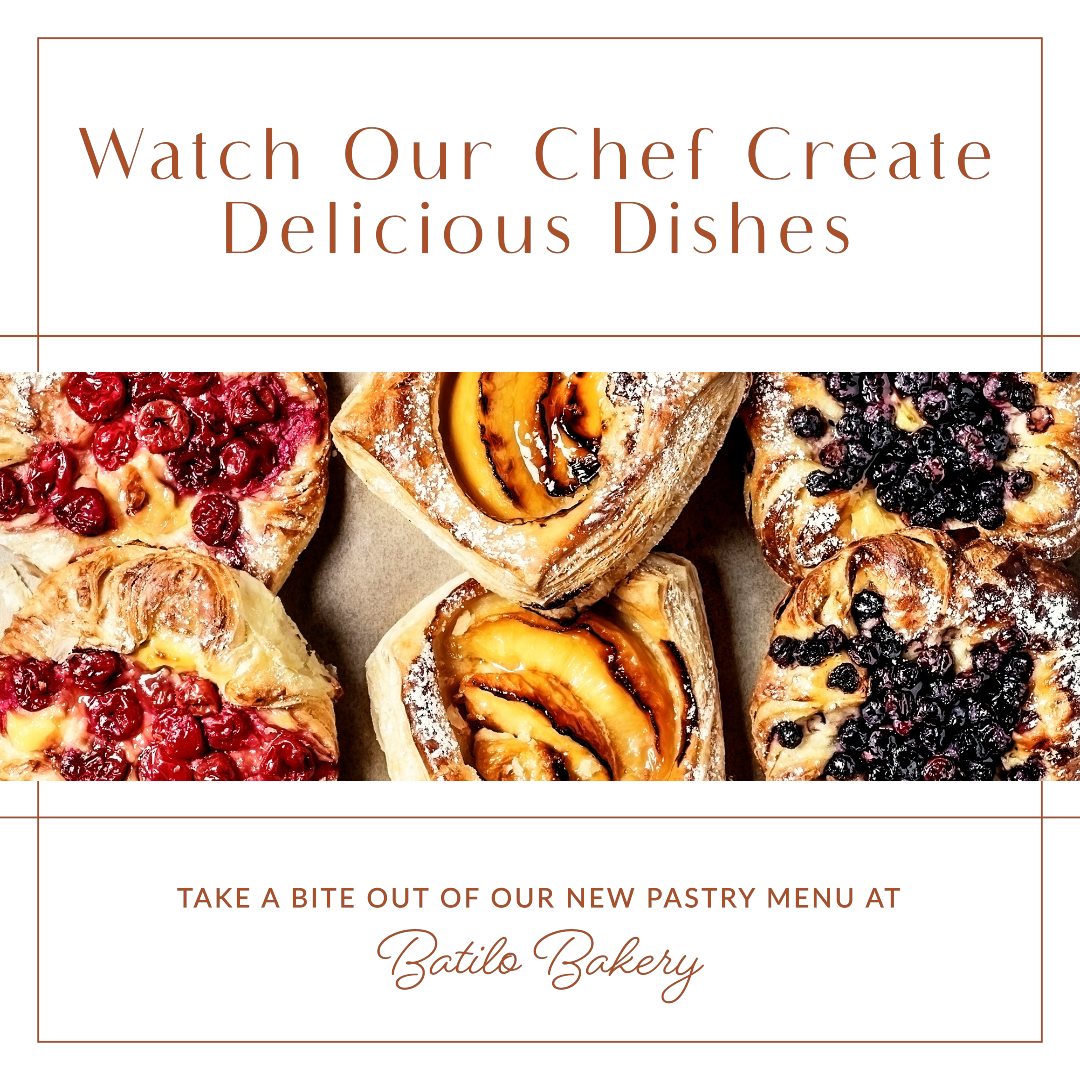 Watch Our Chef Create
Delicious Dishes
TAKE A BITE OUT OF OUR NEW PASTRY MENU AT
Batilo Bakery